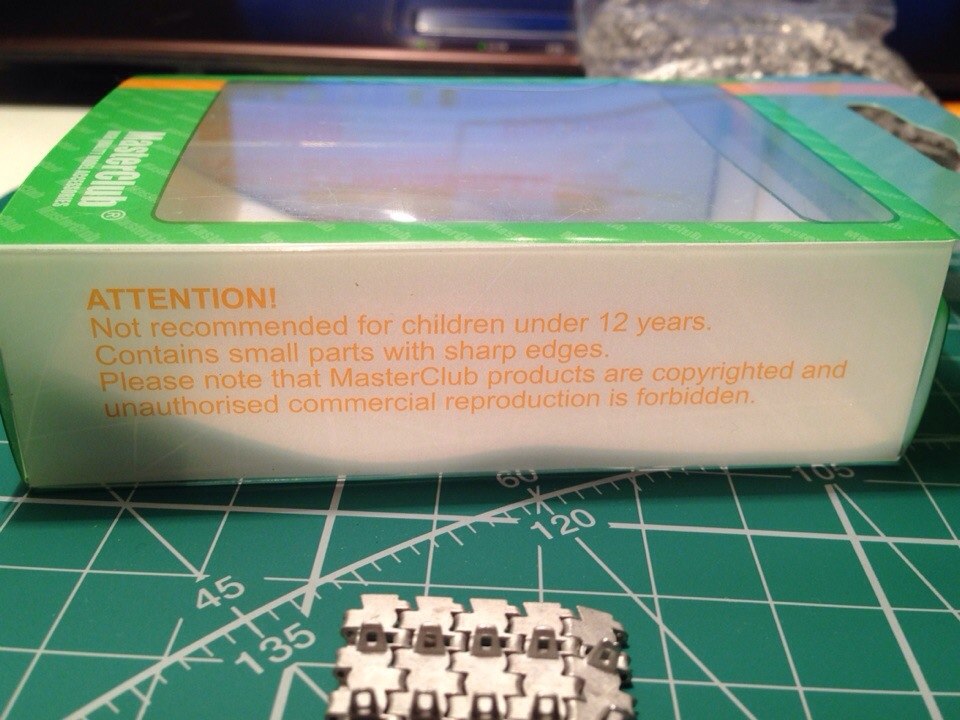 MasterClub ®
ATTENTION!
Not recommended for children under 12 years.
Contains small parts with sharp edges.
Please note that MasterClub products are copyrighted and
unauthorised commercial reproduction is forbidden.
60
105
120
45
135